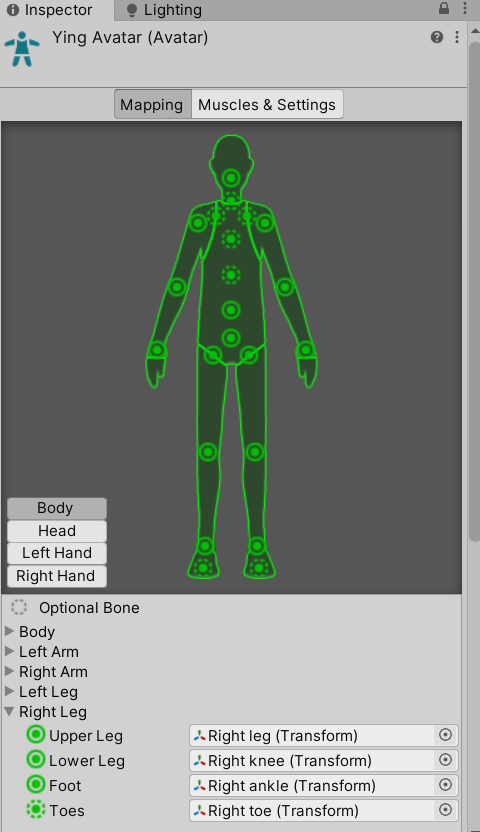 Inspector
Lighting
Ying Avatar (Avatar)
Mapping
Muscles & Settings
Body
Head
Left Hand
Right Hand
Optional Bone
Body
Left Arm
Right Arm
Left Leg
Right Leg
Upper Leg Right leg (Transform)
Lower Leg Right knee (Transform)
Foot Right ankle (Transform)
Toes Right toe (Transform)